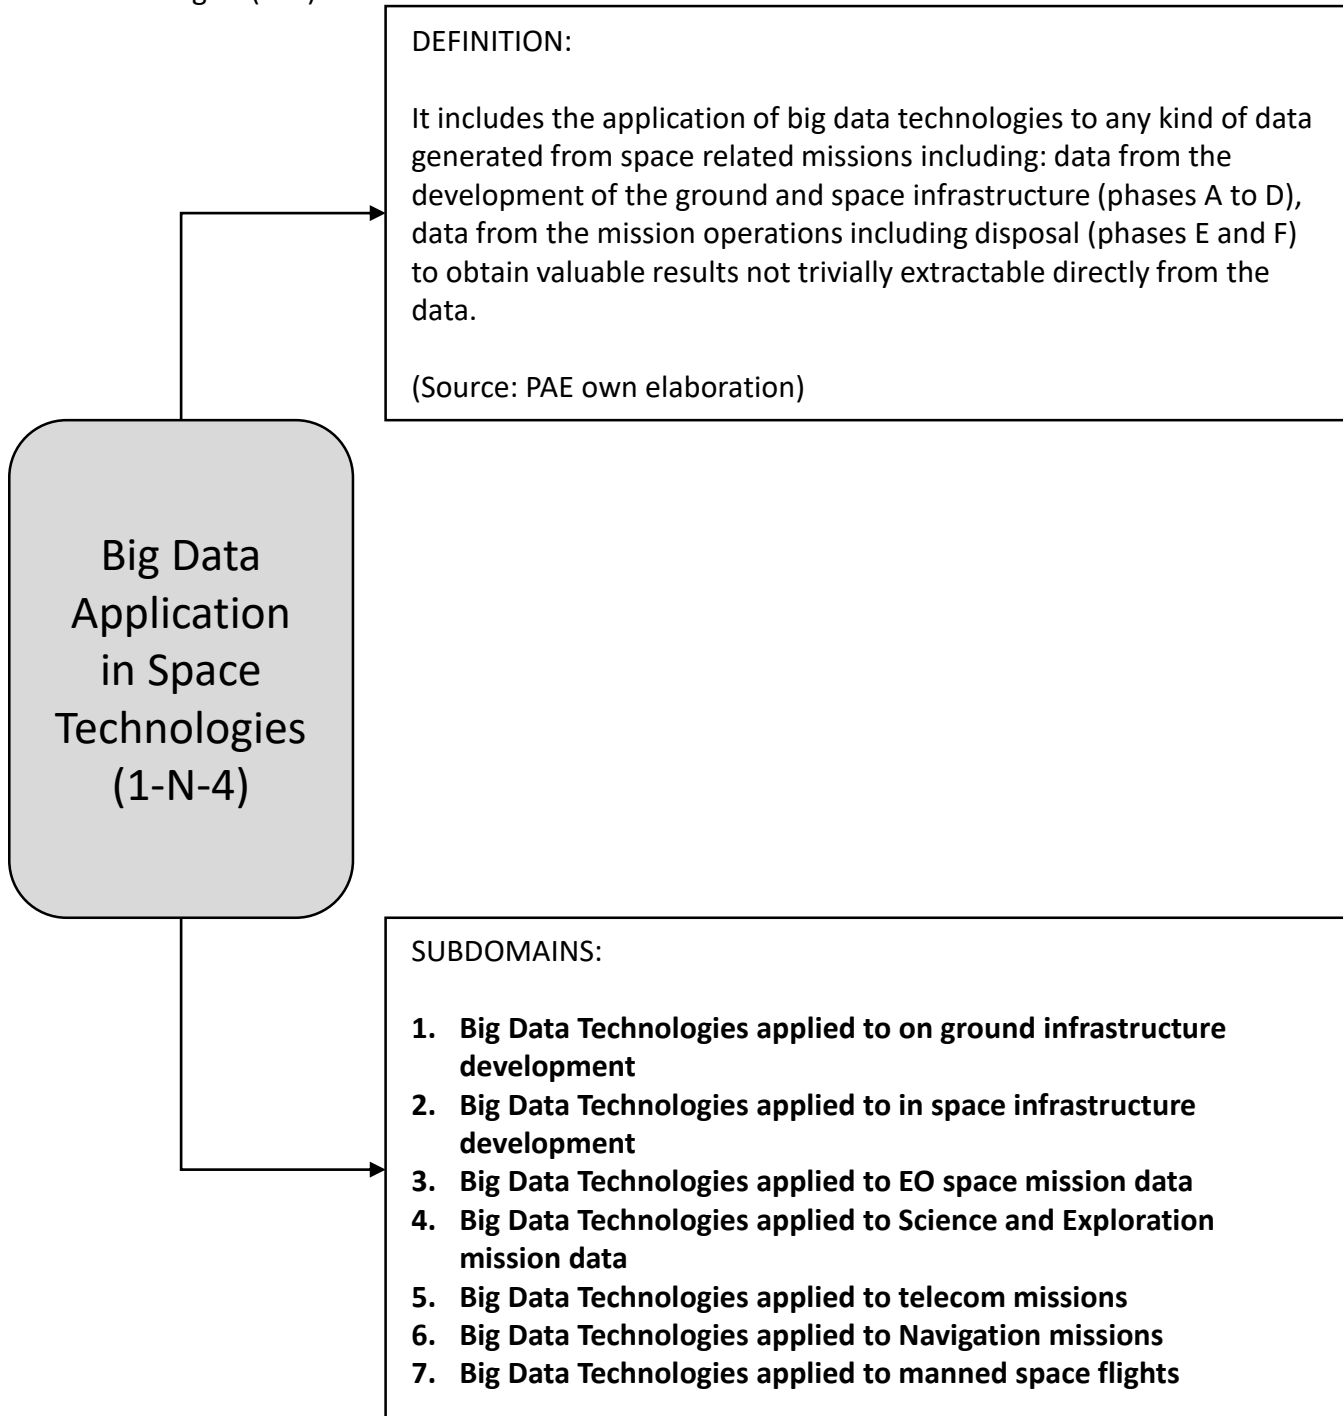 DEFINITION:
It includes the application of big data technologies to any kind of data
generated from space related missions including: data from the
development of the ground and space infrastructure (phases A to D),
data from the mission operations including disposal (phases E and F)
to obtain valuable results not trivially extractable directly from the
data.
(Source: PAE own elaboration)
Big Data
Application
in Space
Technologies
(1-N-4)
SUBDOMAINS:
1. Big Data Technologies applied to on ground infrastructure
development
2. Big Data Technologies applied to in space infrastructure
development
3. Big Data Technologies applied to EO space mission data
4. Big Data Technologies applied to Science and Exploration
mission data
5. Big Data Technologies applied to telecom missions
6. Big Data Technologies applied to Navigation missions
7. Big Data Technologies applied to manned space flights